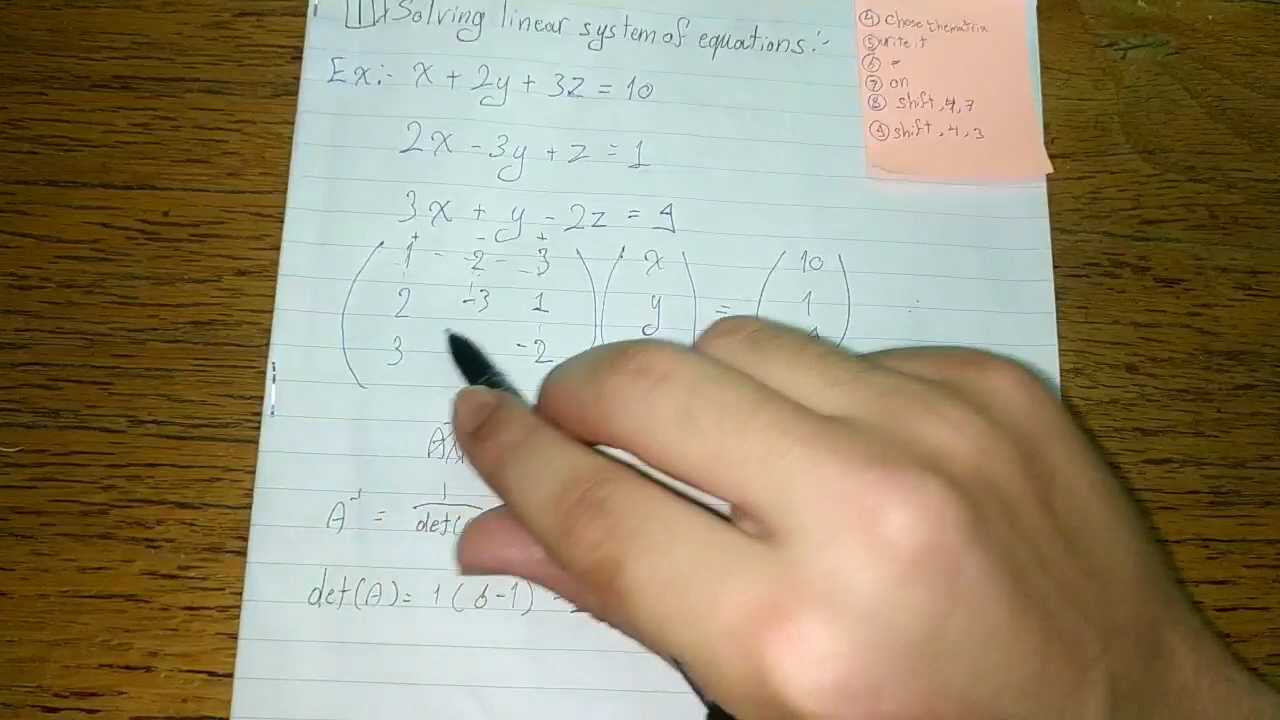 1) Solving linear system of equations:-
Ex:- x + 2y + 3z = 10
2x - 3y + z = 1
3x + y - 2z = 9
+ - +
1 2 3 x 10
2 -3 1 y = 1
3 -2
A
A⁻¹ = 1
det(
det(A) = 1 (6-1) -
④ chose the matrix
⑤ write it
⑥ =
⑦ on
⑧ shift, 4, 7
⑨ shift, 4, 3